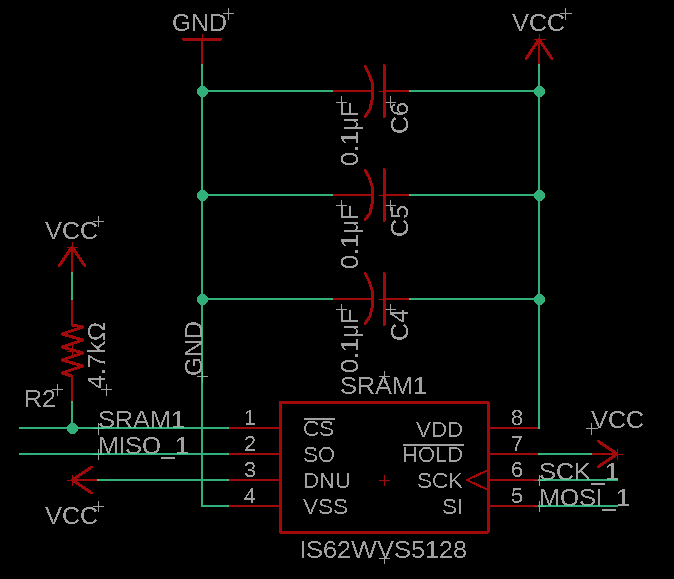 GND
VCC
0.1µF
C6
0.1µF
C5
VCC
0.1µF
C4
GND
4.7kΩ
R2
SRAM1
SRAM1
1
CS
VDD
8
VCC
MISO_1
2
SO
HOLD
7
3
DNU
SCK
6
SCK_1
VCC
4
VSS
SI
5
MOSI_1
IS62WVS5128